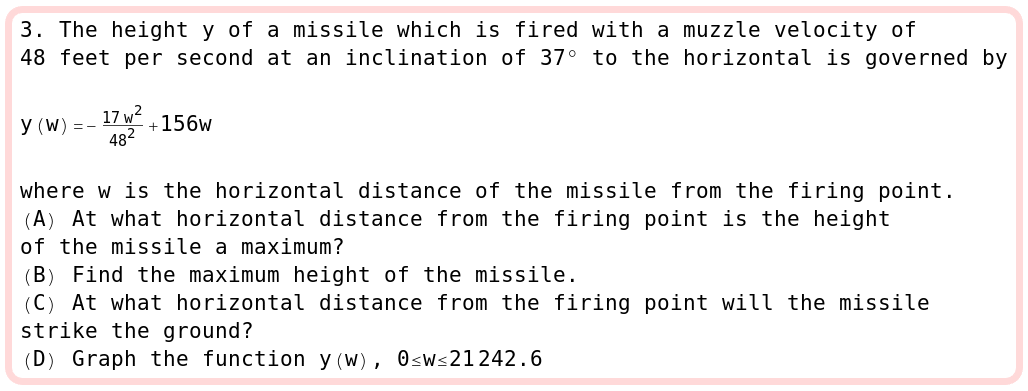 3. The height y of a missile which is fired with a muzzle velocity of
48 feet per second at an inclination of 37° to the horizontal is governed by
y(w)=-\frac{17w^2}{48^2}+156w
where w is the horizontal distance of the missile from the firing point.
(A) At what horizontal distance from the firing point is the height
of the missile a maximum?
(B) Find the maximum height of the missile.
(C) At what horizontal distance from the firing point will the missile
strike the ground?
(D) Graph the function y(w), 0≤w≤21242.6